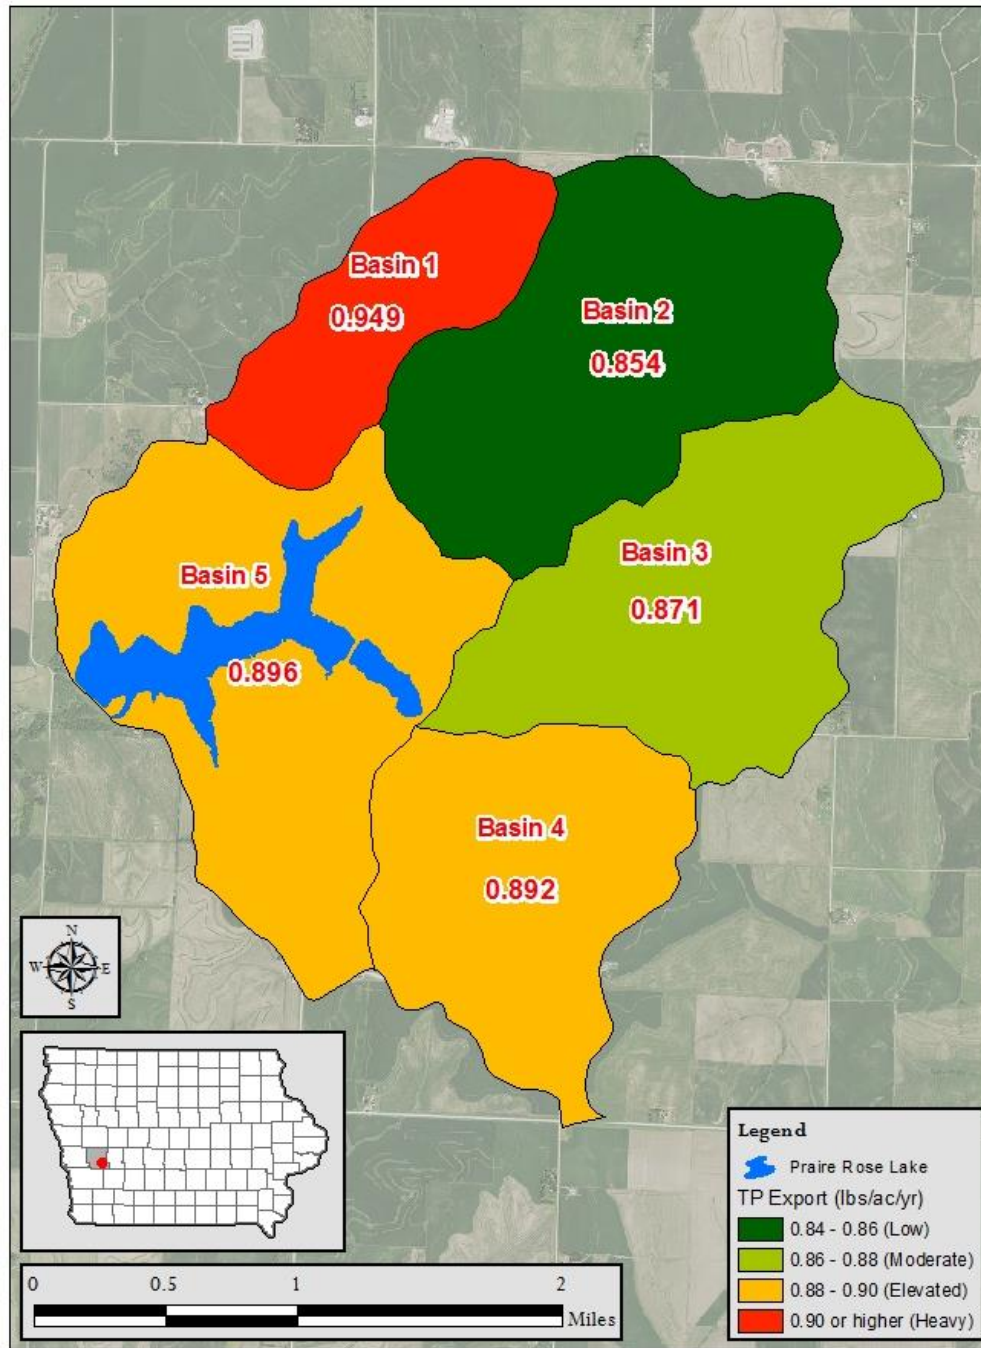 Basin 1
0.949
Basin 2
0.854
Basin 3
0.871
Basin 5
0.896
Basin 4
0.892
N
W
E
S
0
0.5
1
2
Miles
Legend
Praire Rose Lake
TP Export (lbs/ac/yr)
0.84 - 0.86 (Low)
0.86 - 0.88 (Moderate)
0.88 - 0.90 (Elevated)
0.90 or higher (Heavy)